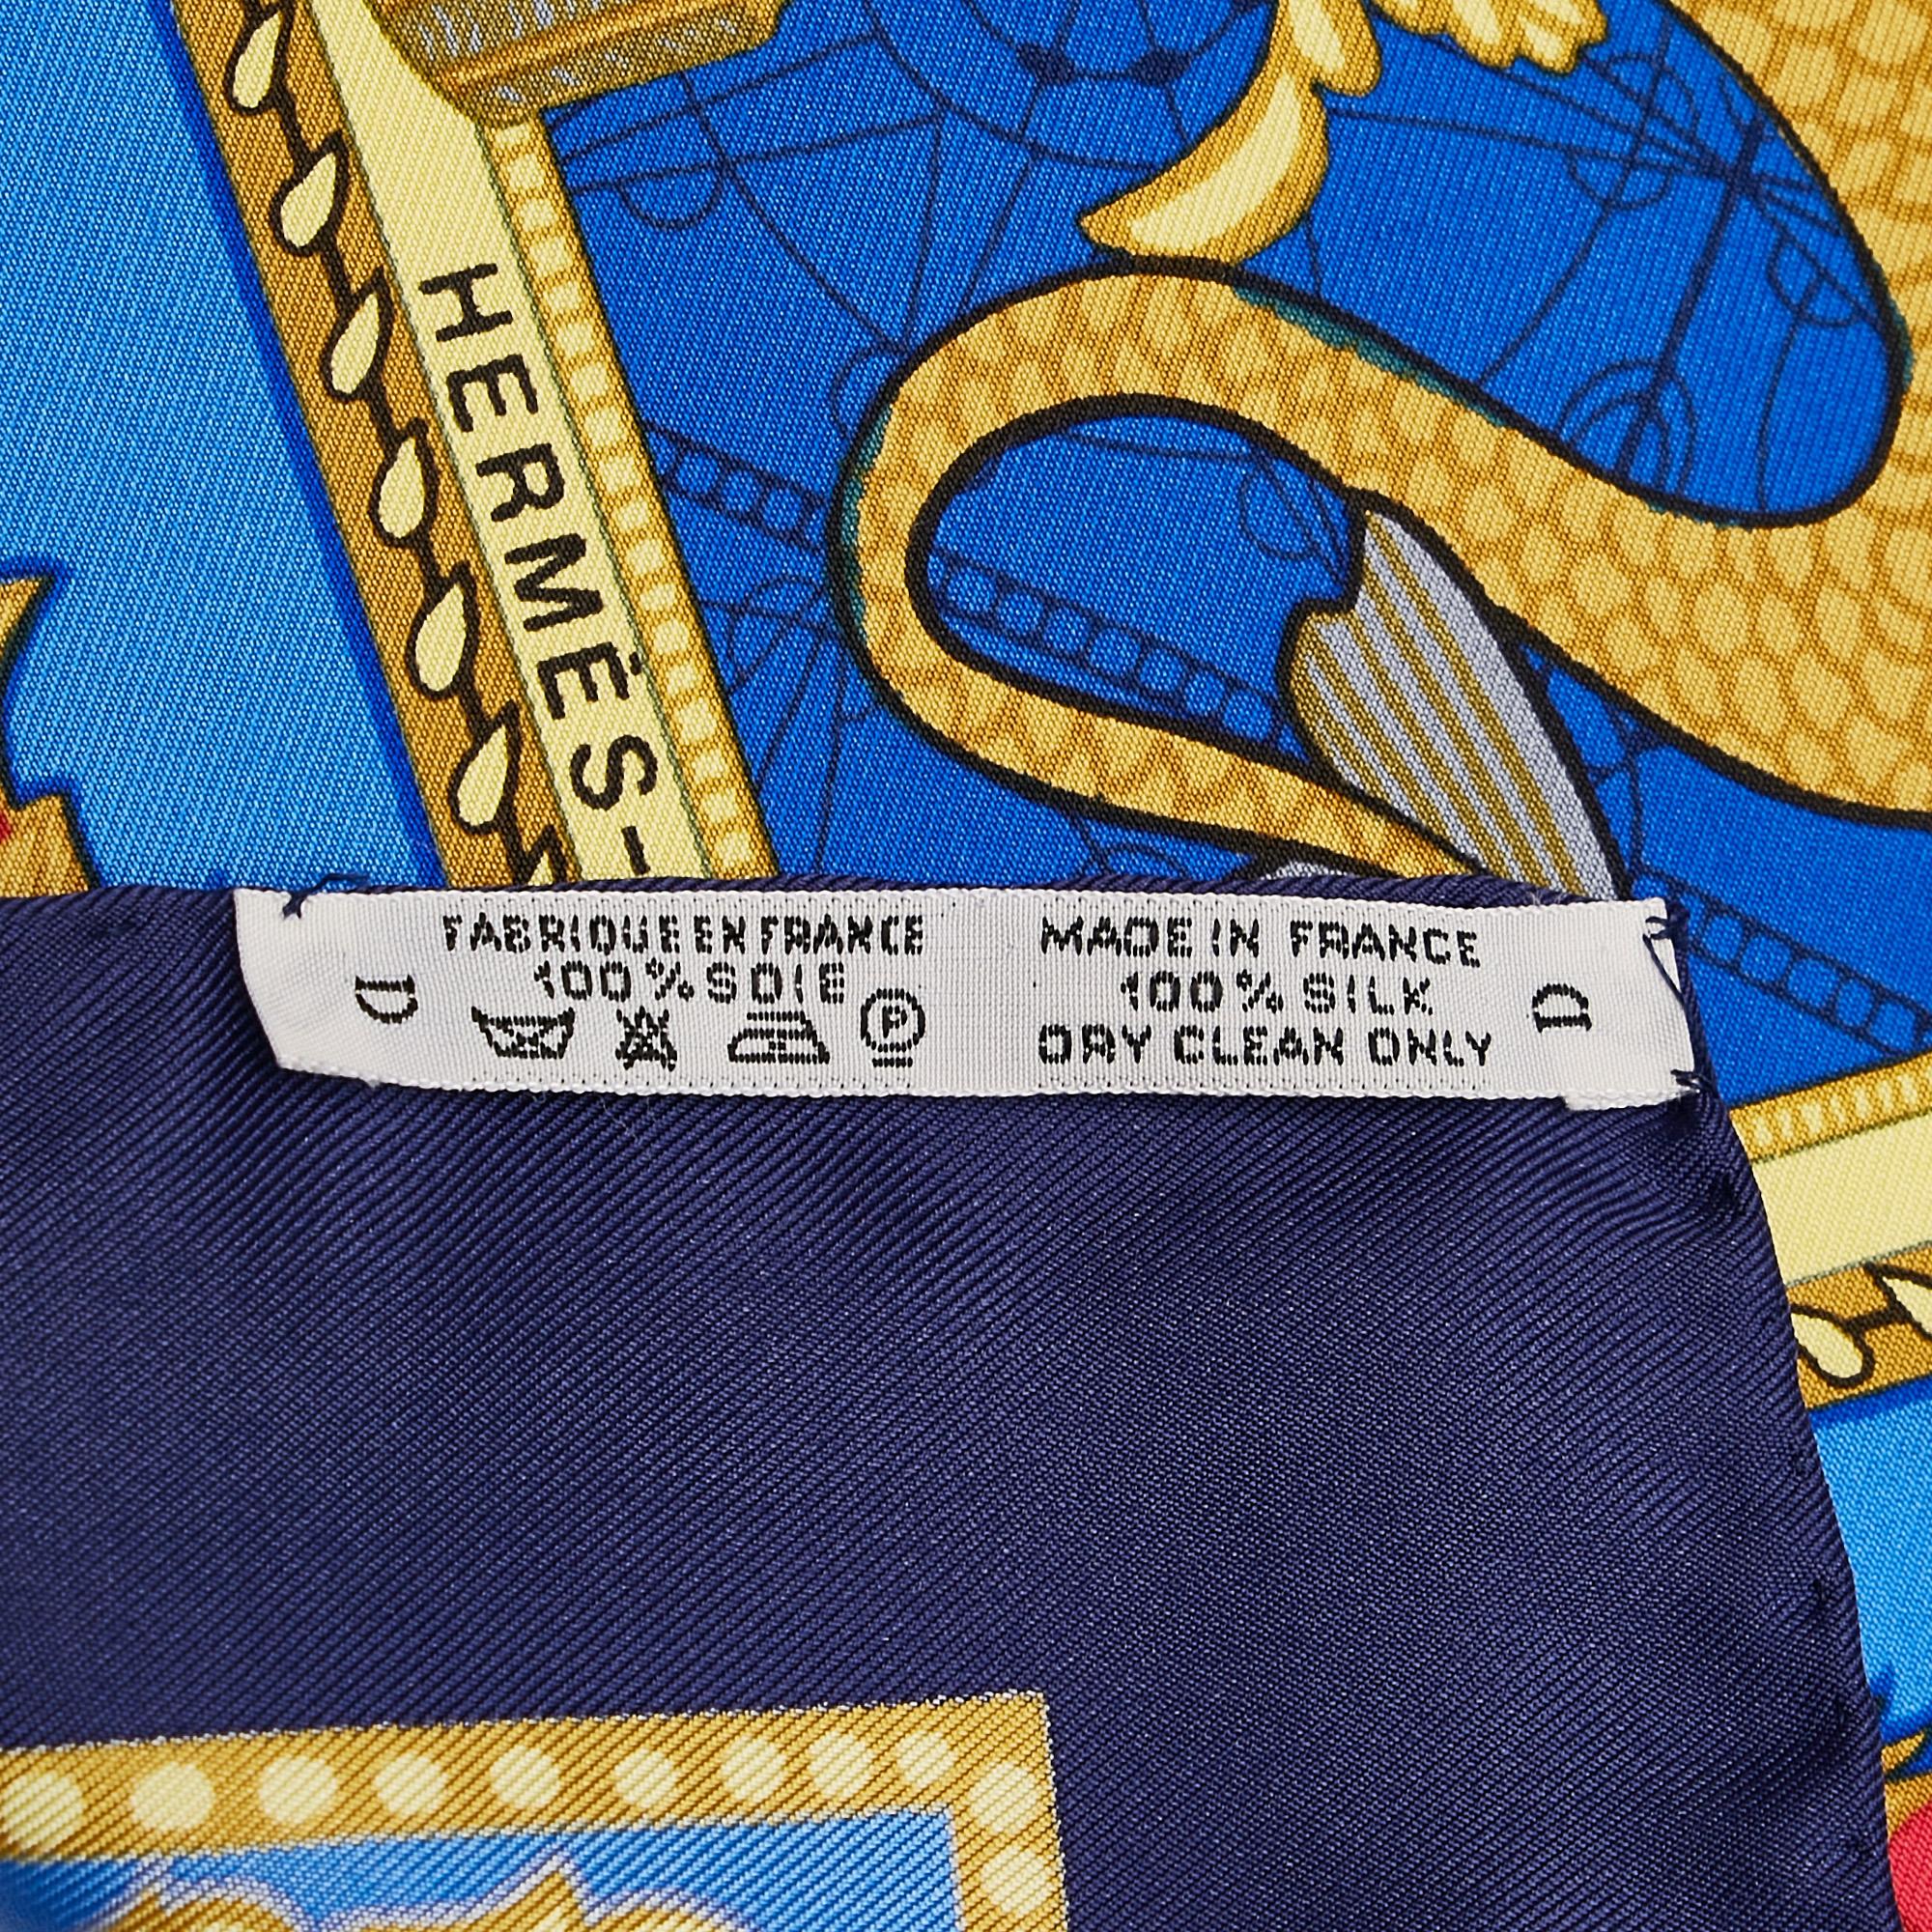 HERMÈS-
FABRIQUE EN FRANCE
100% SOIE
D
P
MADE IN FRANCE
100% SILK
DRY CLEAN ONLY
D